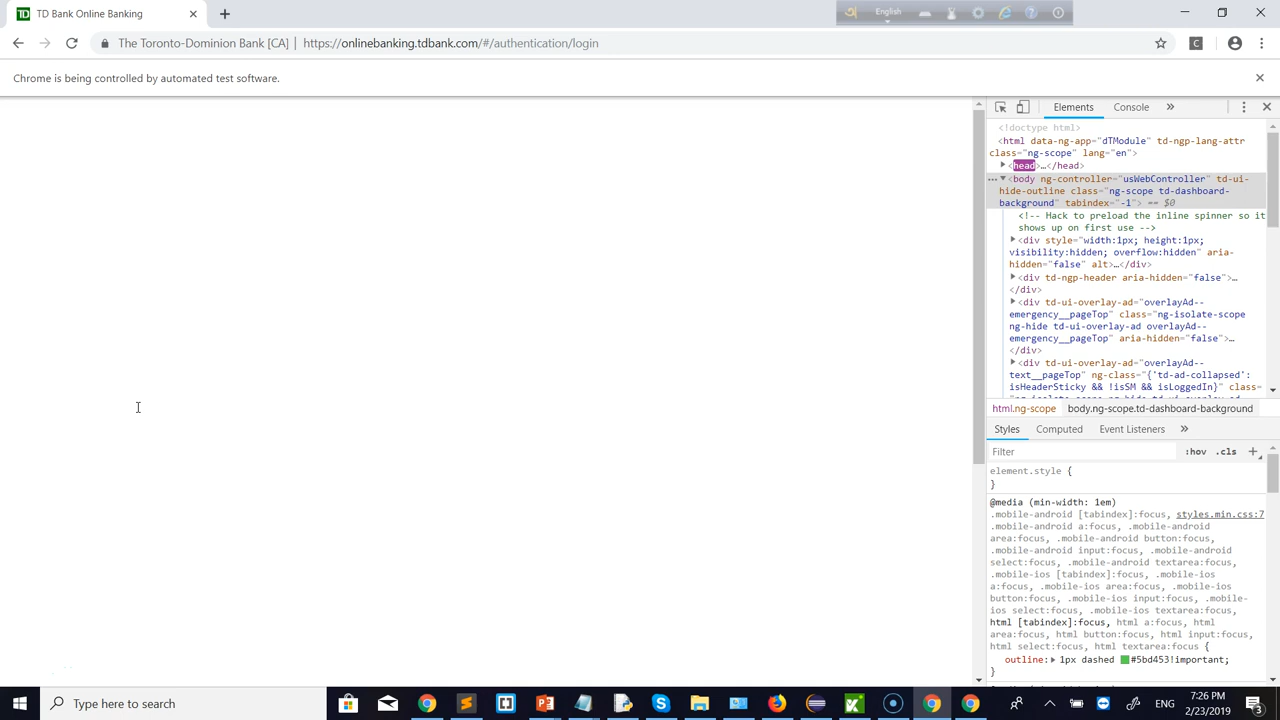 TD Bank Online Banking
English
The Toronto-Dominion Bank [CA] https://onlinebanking.tdbank.com/#/authentication/login
C
Chrome is being controlled by automated test software.
Elements Console »
<!doctype html>
<html data-ng-app="dTModule" td-ngp-lang-attr
class="ng-scope" lang="en">
<head>…</head>
<body ng-controller="usWebController" td-ui-
hide-outline class="ng-scope td-dashboard-
background" tabindex="-1"> == $0
<!-- Hack to preload the inline spinner so it
shows up on first use -->
<div style="width:1px; height:1px;
visibility:hidden; overflow:hidden" aria-
hidden="false" alt>…</div>
<div td-ngp-header aria-hidden="false">…
</div>
<div td-ui-overlay-ad="overlayAd--
emergency__pageTop" class="ng-isolate-scope
ng-hide td-ui-overlay-ad overlayAd--
emergency__pageTop" aria-hidden="false">…
</div>
<div td-ui-overlay-ad="overlayAd--
text__pageTop" ng-class="{'td-ad-collapsed':
isHeaderSticky && !isSM && isLoggedIn}" class=
html.ng-scope body.ng-scope.td-dashboard-background
Styles Computed Event Listeners »
Filter :hov .cls +
element.style {
}
@media (min-width: 1em)
.mobile-android [tabindex]:focus, styles.min.css:7
.mobile-android a:focus, .mobile-android
area:focus, .mobile-android button:focus,
.mobile-android input:focus, .mobile-android
select:focus, .mobile-android textarea:focus,
.mobile-ios [tabindex]:focus, .mobile-ios
a:focus, .mobile-ios area:focus, .mobile-ios
button:focus, .mobile-ios input:focus, .mobile-
ios select:focus, .mobile-ios textarea:focus,
html [tabindex]:focus, html a:focus, html
area:focus, html button:focus, html input:focus,
html select:focus, html textarea:focus {
outline: 1px dashed #5bd453!important;
}
Type here to search
ENG
7:26 PM
2/23/2019
3